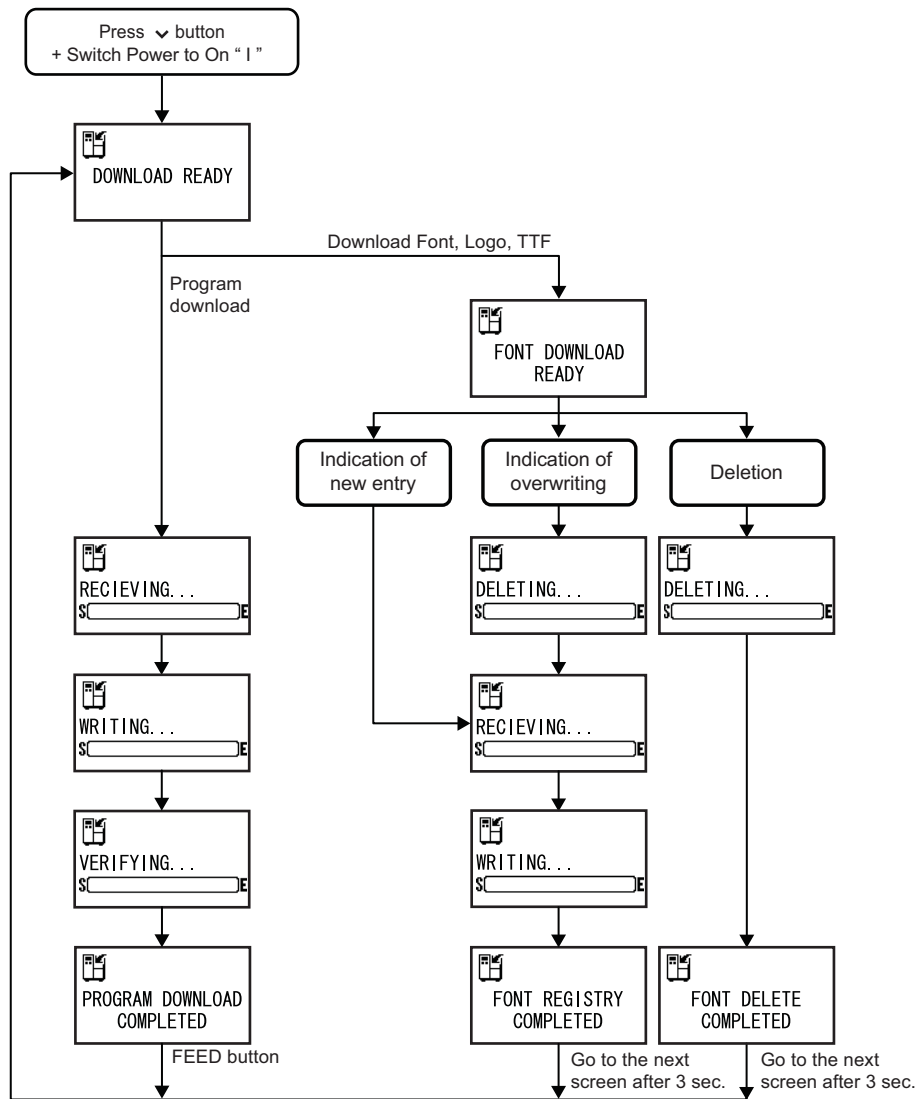 Press ⌄ button
+ Switch Power to On “ I ”
DOWNLOAD READY
Download Font, Logo, TTF
Program
download
FONT DOWNLOAD
READY
Indication of
new entry
Indication of
overwriting
Deletion
RECIEVING...
S E
DELETING...
S E
DELETING...
S E
WRITING...
S E
RECIEVING...
S E
VERIFYING...
S E
WRITING...
S E
PROGRAM DOWNLOAD
COMPLETED
FONT REGISTRY
COMPLETED
FONT DELETE
COMPLETED
FEED button
Go to the next
screen after 3 sec.
Go to the next
screen after 3 sec.